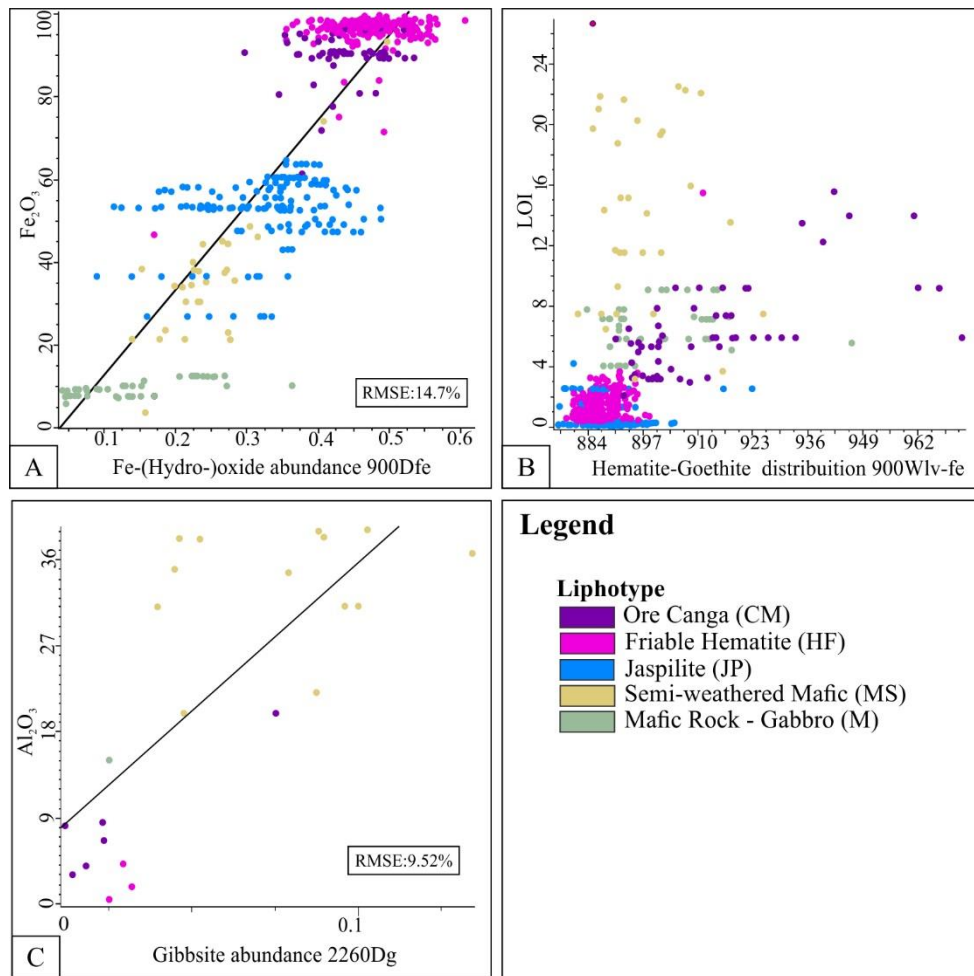 100
80
60
40
20
0
Fe2O3
0.1 0.2 0.3 0.4 0.5 0.6
RMSE:14.7%
A
Fe-(Hydro-)oxide abundance 900Dfe
24
20
16
12
8
4
0
LOI
884 897 910 923 936 949 962
B
Hematite-Goethite distribuition 900Wlv-fe
36
27
18
9
0
Al2O3
0 0.1
RMSE:9.52%
C
Gibbsite abundance 2260Dg
Legend
Liphotype
Ore Canga (CM)
Friable Hematite (HF)
Jaspilite (JP)
Semi-weathered Mafic (MS)
Mafic Rock - Gabbro (M)